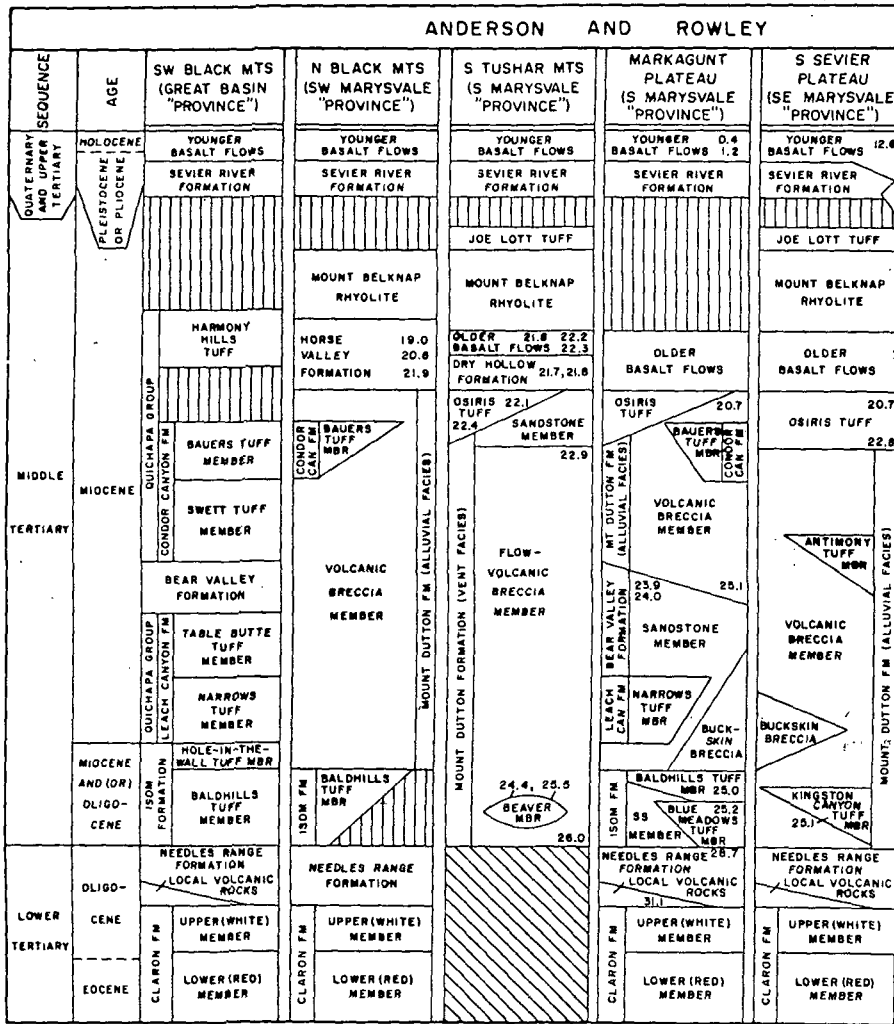 ANDERSON AND ROWLEY
SEQUENCE
AGE
SW BLACK MTS
(GREAT BASIN
"PROVINCE")
N BLACK MTS
(SW MARYSVALE
"PROVINCE")
S TUSHAR MTS
(S MARYSVALE
"PROVINCE")
MARKAGUNT
PLATEAU
(S MARYSVALE
"PROVINCE")
S SEVIER
PLATEAU
(SE MARYSVALE
"PROVINCE")
QUATERNARY
AND UPPER
TERTIARY
MIDDLE
TERTIARY
LOWER
TERTIARY
HOLOCENE
PLEISTOCENE
OR PLIOCENE
MIOCENE
MIOCENE
AND (OR)
OLIGO-
CENE
OLIGO-
CENE
EOCENE
YOUNGER
BASALT FLOWS
SEVIER RIVER
FORMATION
QUICHAPA GROUP
HARMONY
HILLS
TUFF
CONDOR CANYON FM
BAUERS TUFF
MEMBER
SWETT TUFF
MEMBER
BEAR VALLEY
FORMATION
QUICHAPA GROUP
LEACH CANYON FM
TABLE BUTTE
TUFF
MEMBER
NARROWS
TUFF
MEMBER
ISOM FORMATION
HOLE-IN-THE-
WALL TUFF MBR
BALDHILLS
TUFF
MEMBER
NEEDLES RANGE
FORMATION
LOCAL VOLCANIC
ROCKS
CLARON FM
UPPER (WHITE)
MEMBER
LOWER (RED)
MEMBER
YOUNGER
BASALT FLOWS
SEVIER RIVER
FORMATION
MOUNT BELKNAP
RHYOLITE
HORSE 19.0
VALLEY 20.6
FORMATION 21.9
CONDOR
CAN FM
BAUERS
TUFF
MBR
VOLCANIC
BRECCIA
MEMBER
MOUNT DUTTON FM (ALLUVIAL FACIES)
ISOM FM
BALDHILLS
TUFF
MBR
NEEDLES RANGE
FORMATION
CLARON FM
UPPER (WHITE)
MEMBER
LOWER (RED)
MEMBER
YOUNGER
BASALT FLOWS
SEVIER RIVER
FORMATION
JOE LOTT TUFF
MOUNT BELKNAP
RHYOLITE
OLDER 21.8 22.2
BASALT FLOWS 22.3
DRY HOLLOW
FORMATION 21.7, 21.8
OSIRIS 22.1
TUFF
22.4
SANDSTONE
MEMBER
22.9
MOUNT DUTTON FORMATION (VENT FACIES)
FLOW-
VOLCANIC
BRECCIA
MEMBER
24.4, 25.5
BEAVER
MBR
26.0
YOUNGER 0.4
BASALT FLOWS 1.2
SEVIER RIVER
FORMATION
OLDER
BASALT FLOWS
OSIRIS
TUFF
20.7
BAUERS
TUFF
MBR
CONDOR
CAN FM
MT DUTTON FM
(ALLUVIAL FACIES)
VOLCANIC
BRECCIA
MEMBER
BEAR VALLEY
FORMATION
23.9
24.0
25.1
SANDSTONE
MEMBER
LEACH
CAN FM
NARROWS
TUFF
MBR
BUCK-
SKIN
BRECCIA
ISOM FM
BALDHILLS TUFF
MBR 25.0
SS
MEMBER
BLUE 25.2
MEADOWS
TUFF
MBR
NEEDLES RANGE 28.7
FORMATION
LOCAL VOLCANIC
ROCKS
31.1
CLARON FM
UPPER (WHITE)
MEMBER
LOWER (RED)
MEMBER
YOUNGER
BASALT FLOWS
SEVIER RIVER
FORMATION
JOE LOTT TUFF
MOUNT BELKNAP
RHYOLITE
OLDER
BASALT FLOWS
20.7
OSIRIS TUFF
22.8
ANTIMONY
TUFF
MBR
VOLCANIC
BRECCIA
MEMBER
MOUNT DUTTON FM (ALLUVIAL FACIES)
BUCKSKIN
BRECCIA
KINGSTON
CANYON
TUFF
25.1
MBR
NEEDLES RANGE
FORMATION
LOCAL VOLCANIC
ROCKS
CLARON FM
UPPER (WHITE)
MEMBER
LOWER (RED)
MEMBER